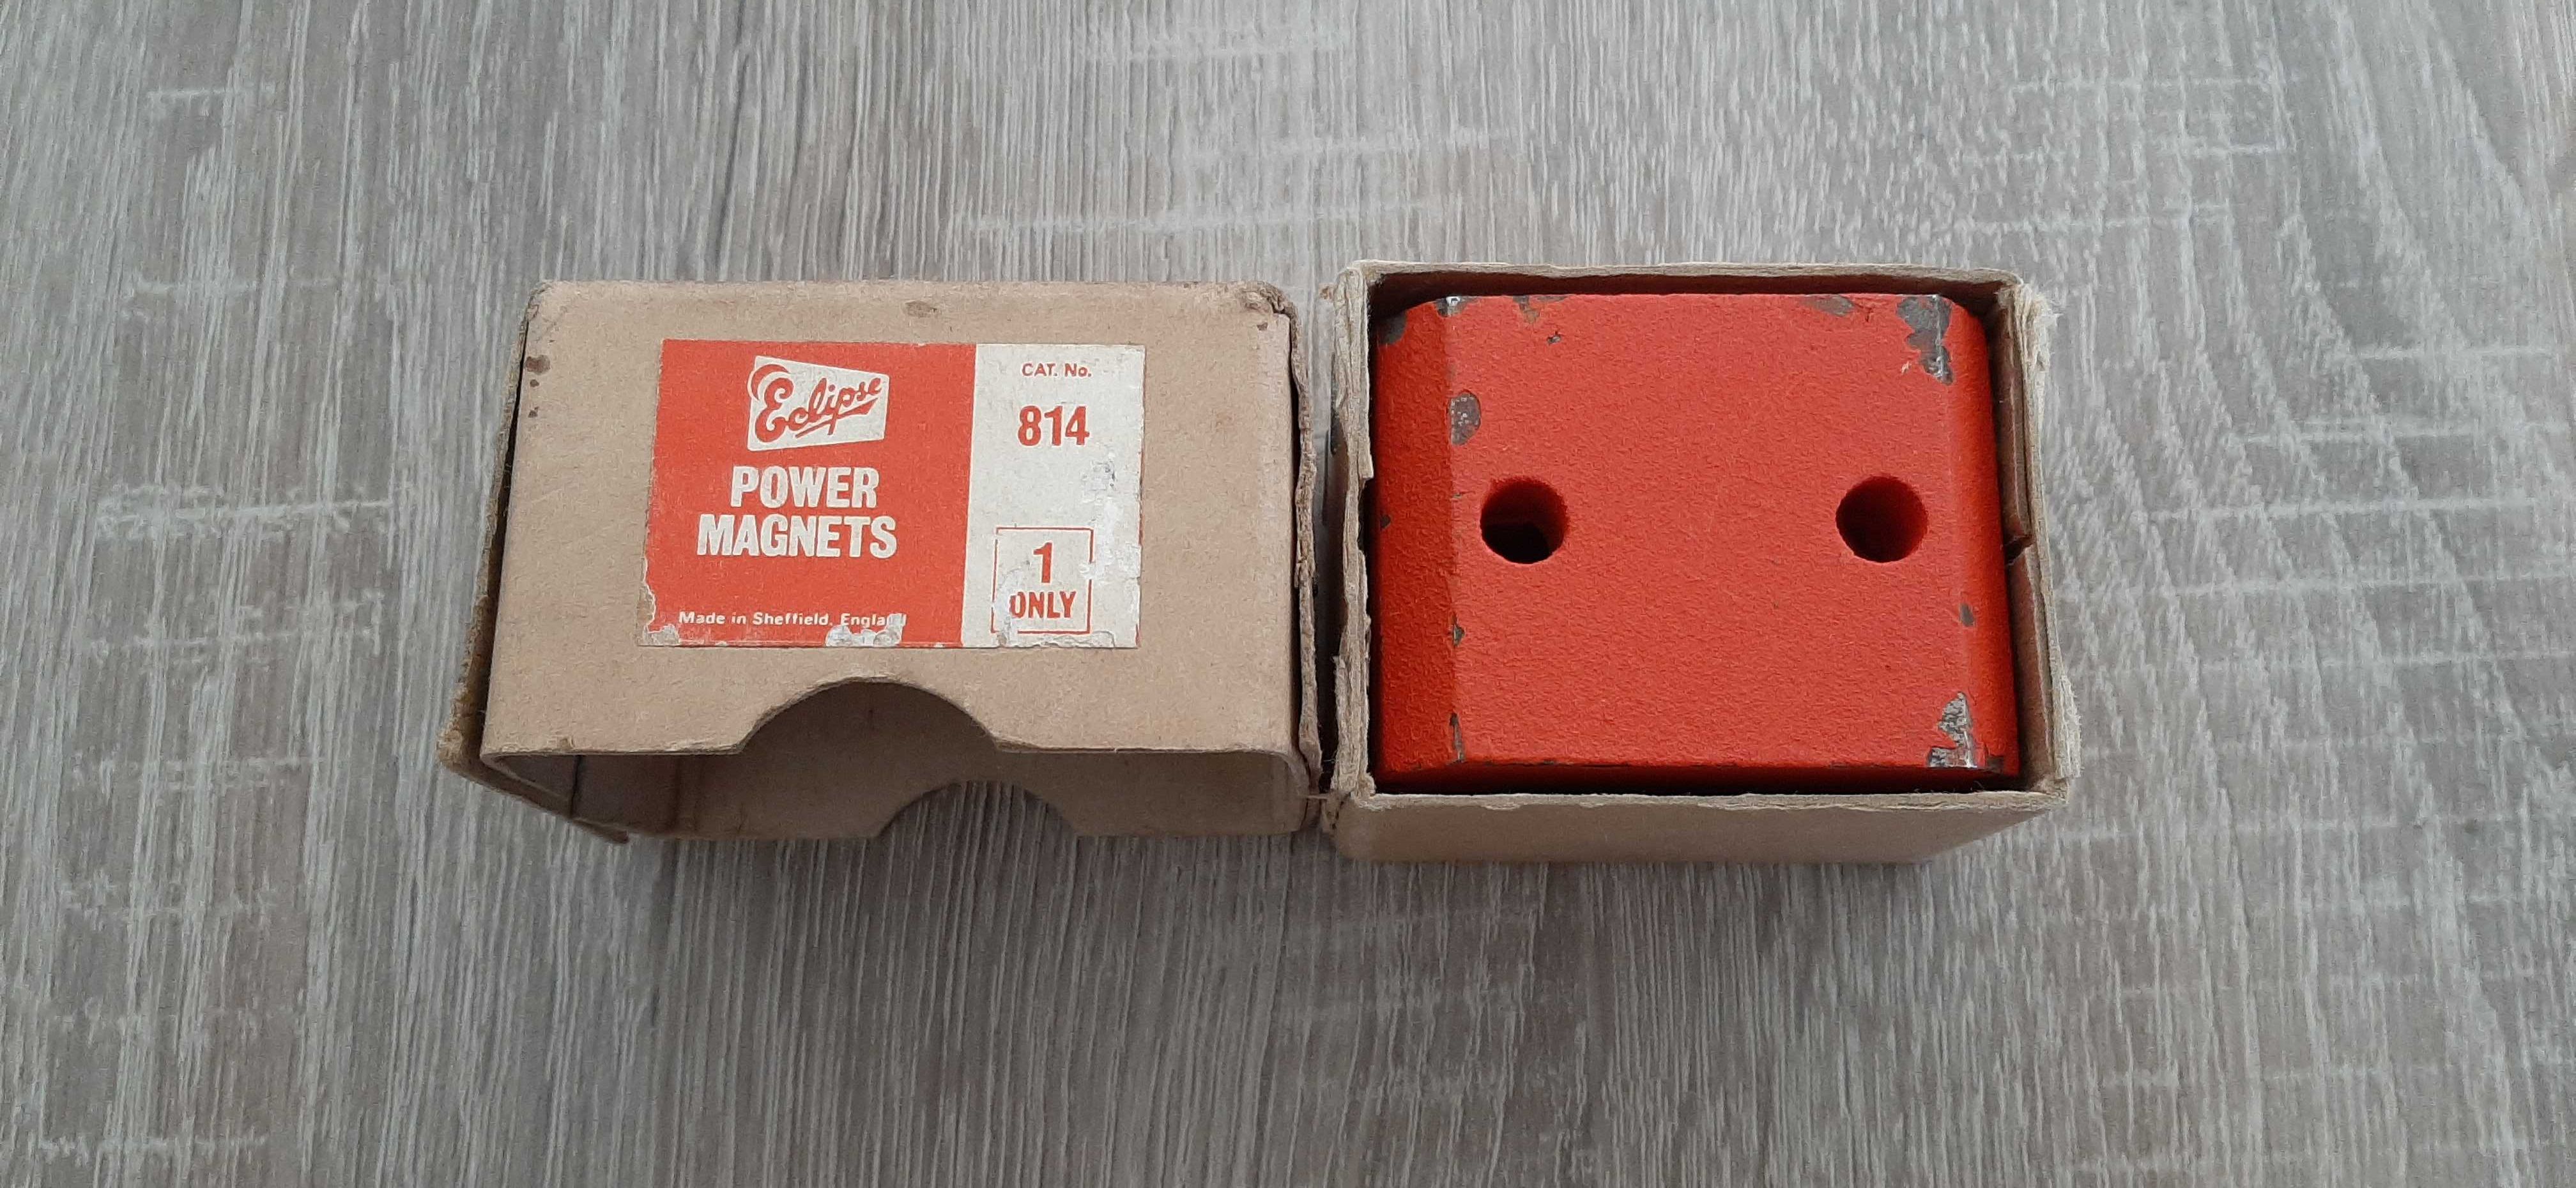 Eclipse
POWER
MAGNETS
Made in Sheffield, England
CAT. No.
814
1
ONLY